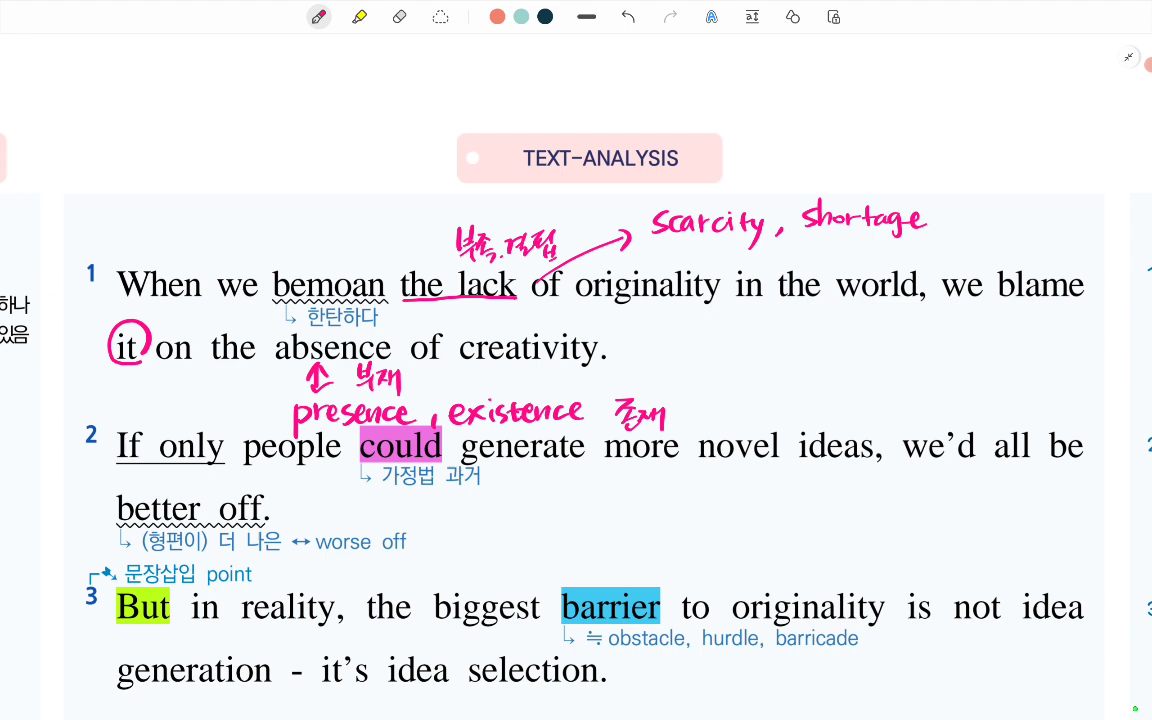 TEXT-ANALYSIS
scarcity, shortage
부족.결핍
1 When we bemoan the lack of originality in the world, we blame
한탄하다
하나
있음
it on the absence of creativity.
부재
presence, existence 존재
2 If only people could generate more novel ideas, we'd all be
가정법 과거
better off.
(형편이) 더 나은 ↔ worse off
문장삽입 point
3 But in reality, the biggest barrier to originality is not idea
≒ obstacle, hurdle, barricade
generation - it's idea selection.